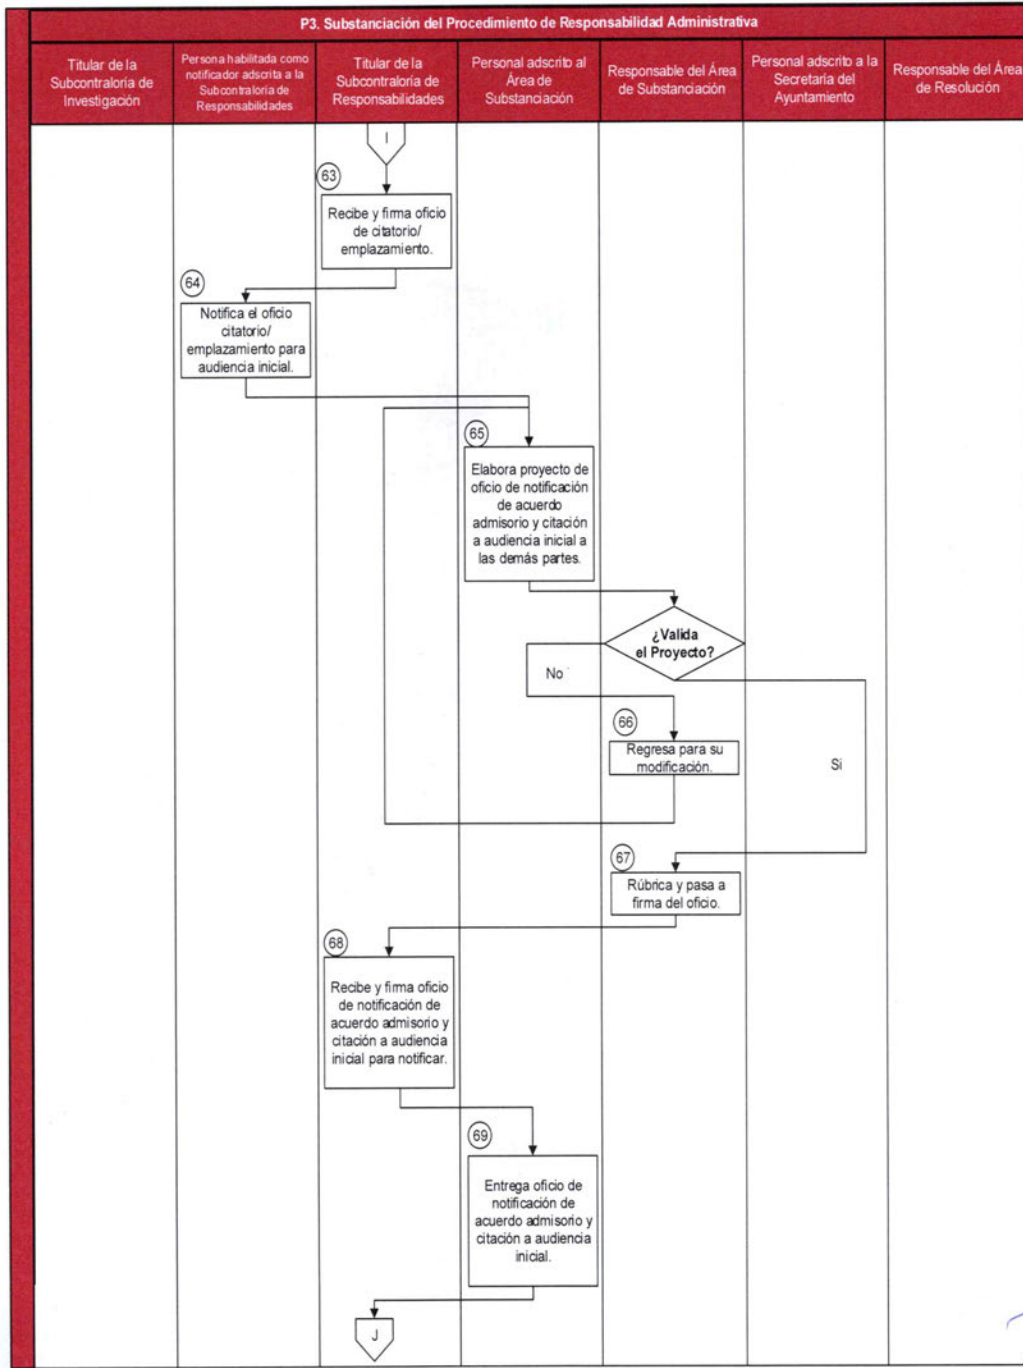 P3. Substanciación del Procedimiento de Responsabilidad Administrativa
Titular de la
Subcontraloría de
Investigación
Persona habilitada como
notificador adscrita a la
Subcontraloría de
Responsabilidades
Titular de la
Subcontraloría de
Responsabilidades
Personal adscrito al
Área de
Substanciación
Responsable del Área
de Substanciación
Personal adscrito a la
Secretaría del
Ayuntamiento
Responsable del Área
de Resolución
I
63
Recibe y firma oficio
de citatorio/
emplazamiento.
64
Notifica el oficio
citatorio/
emplazamiento para
audiencia inicial.
65
Elabora proyecto de
oficio de notificación
de acuerdo
admisorio y citación
a audiencia inicial a
las demás partes.
¿Valida
el Proyecto?
No
66
Regresa para su
modificación.
Si
67
Rúbrica y pasa a
firma del oficio.
68
Recibe y firma oficio
de notificación de
acuerdo admisorio y
citación a audiencia
inicial para notificar.
69
Entrega oficio de
notificación de
acuerdo admisorio y
citación a audiencia
inicial.
J